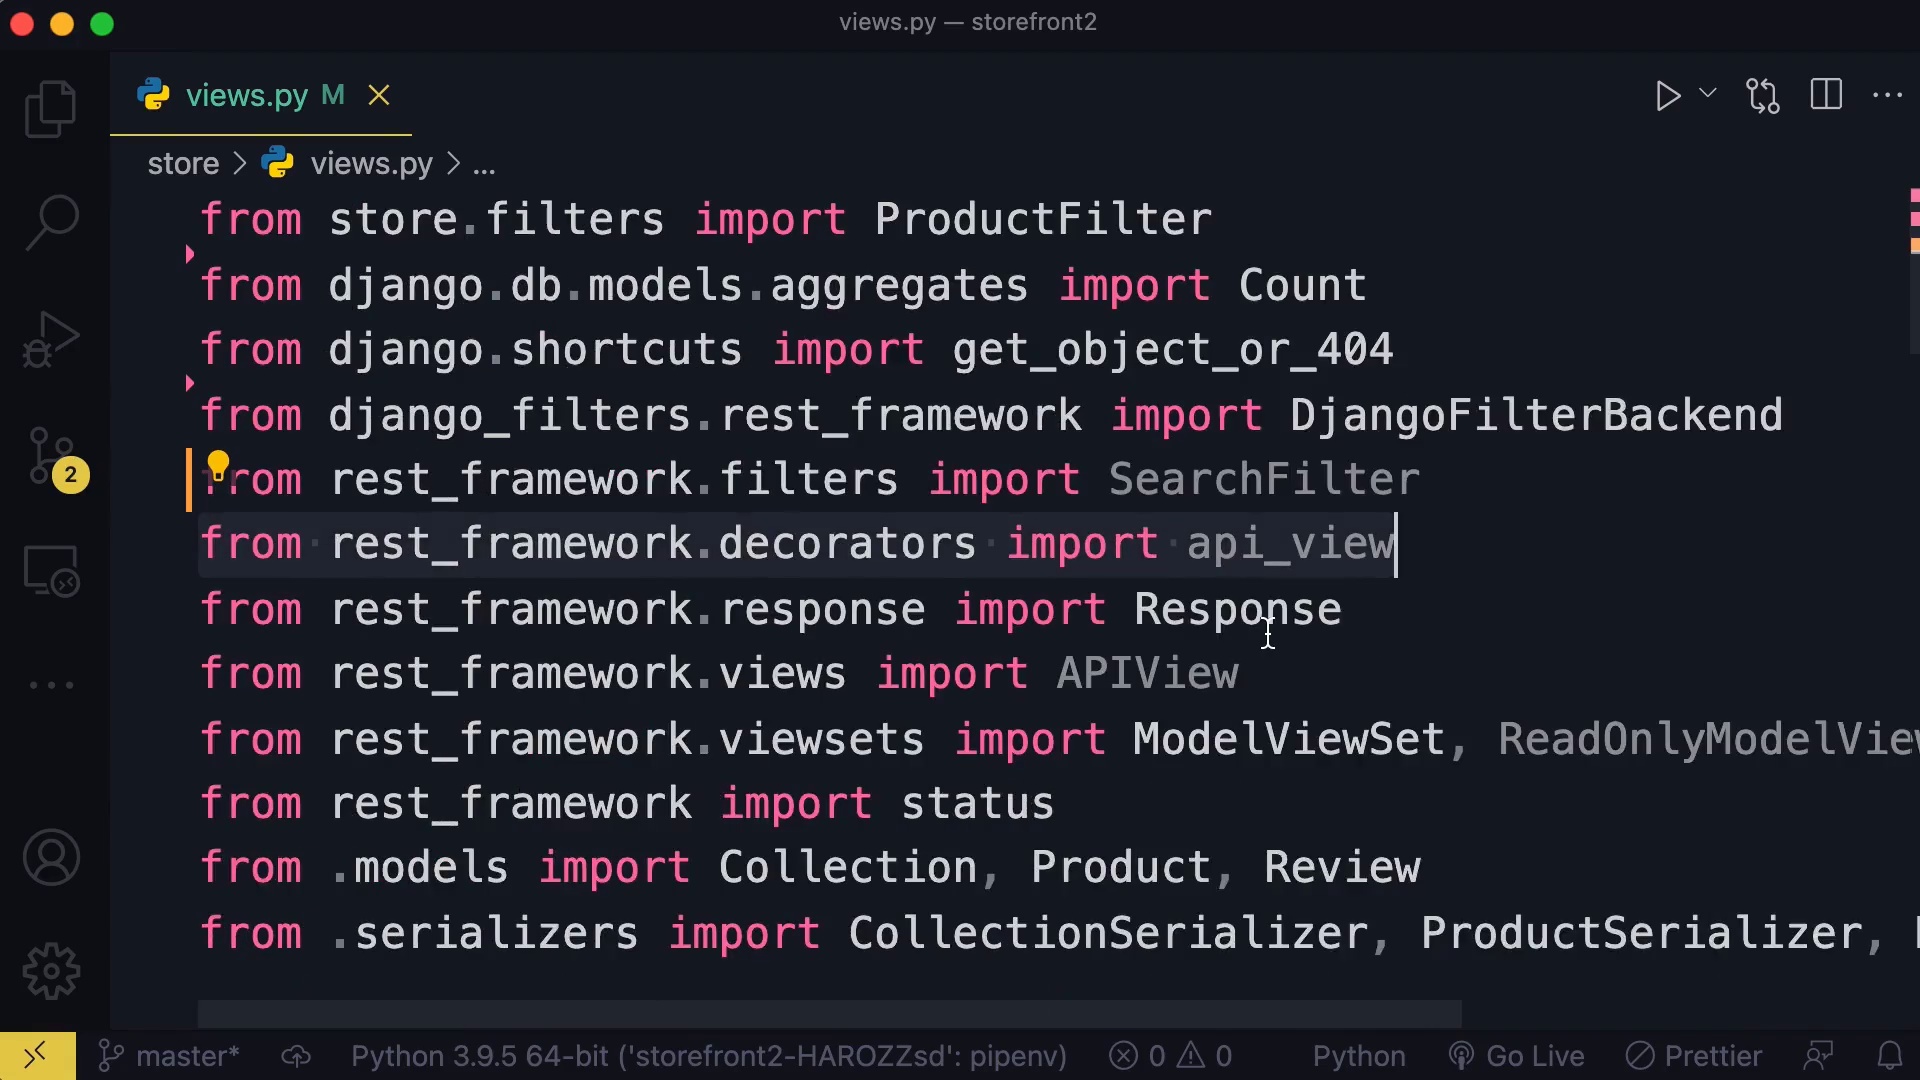 views.py — storefront2
views.py M
store > views.py > ...
from store.filters import ProductFilter
from django.db.models.aggregates import Count
from django.shortcuts import get_object_or_404
from django_filters.rest_framework import DjangoFilterBackend
from rest_framework.filters import SearchFilter
from rest_framework.decorators import api_view
from rest_framework.response import Response
from rest_framework.views import APIView
from rest_framework.viewsets import ModelViewSet, ReadOnlyModelView
from rest_framework import status
from .models import Collection, Product, Review
from .serializers import CollectionSerializer, ProductSerializer,
2
master* Python 3.9.5 64-bit ('storefront2-HAROZZsd': pipenv) 0 0 Python Go Live Prettier